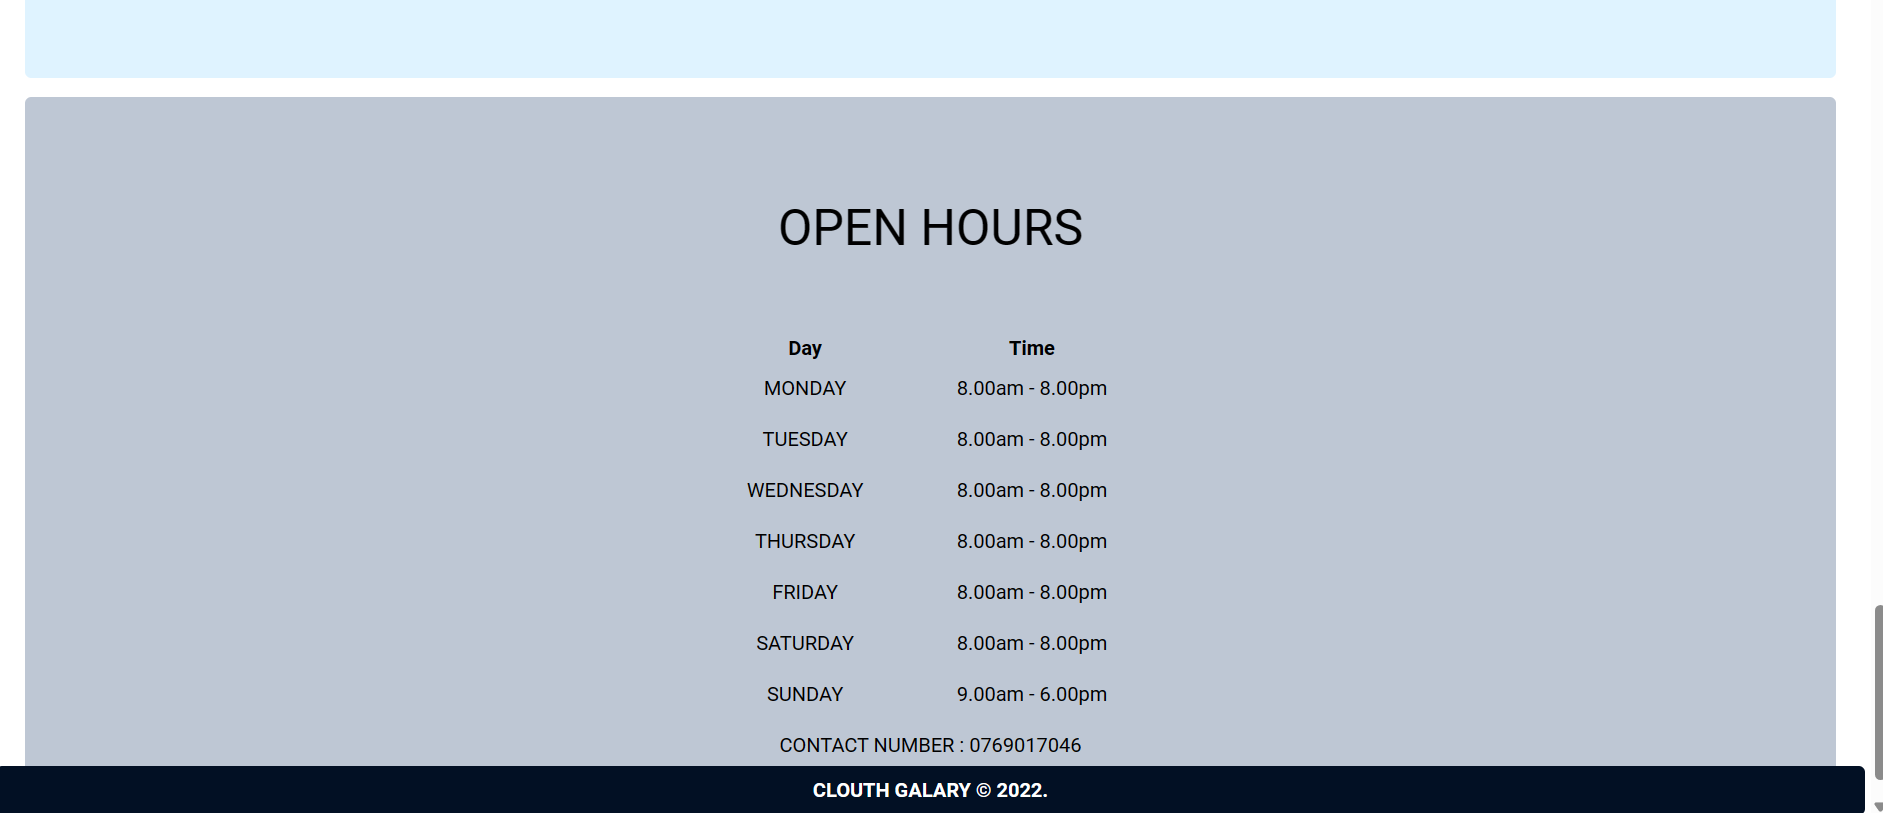 OPEN HOURS
Day Time
MONDAY 8.00am - 8.00pm
TUESDAY 8.00am - 8.00pm
WEDNESDAY 8.00am - 8.00pm
THURSDAY 8.00am - 8.00pm
FRIDAY 8.00am - 8.00pm
SATURDAY 8.00am - 8.00pm
SUNDAY 9.00am - 6.00pm
CONTACT NUMBER : 0769017046
CLOUTH GALARY © 2022.